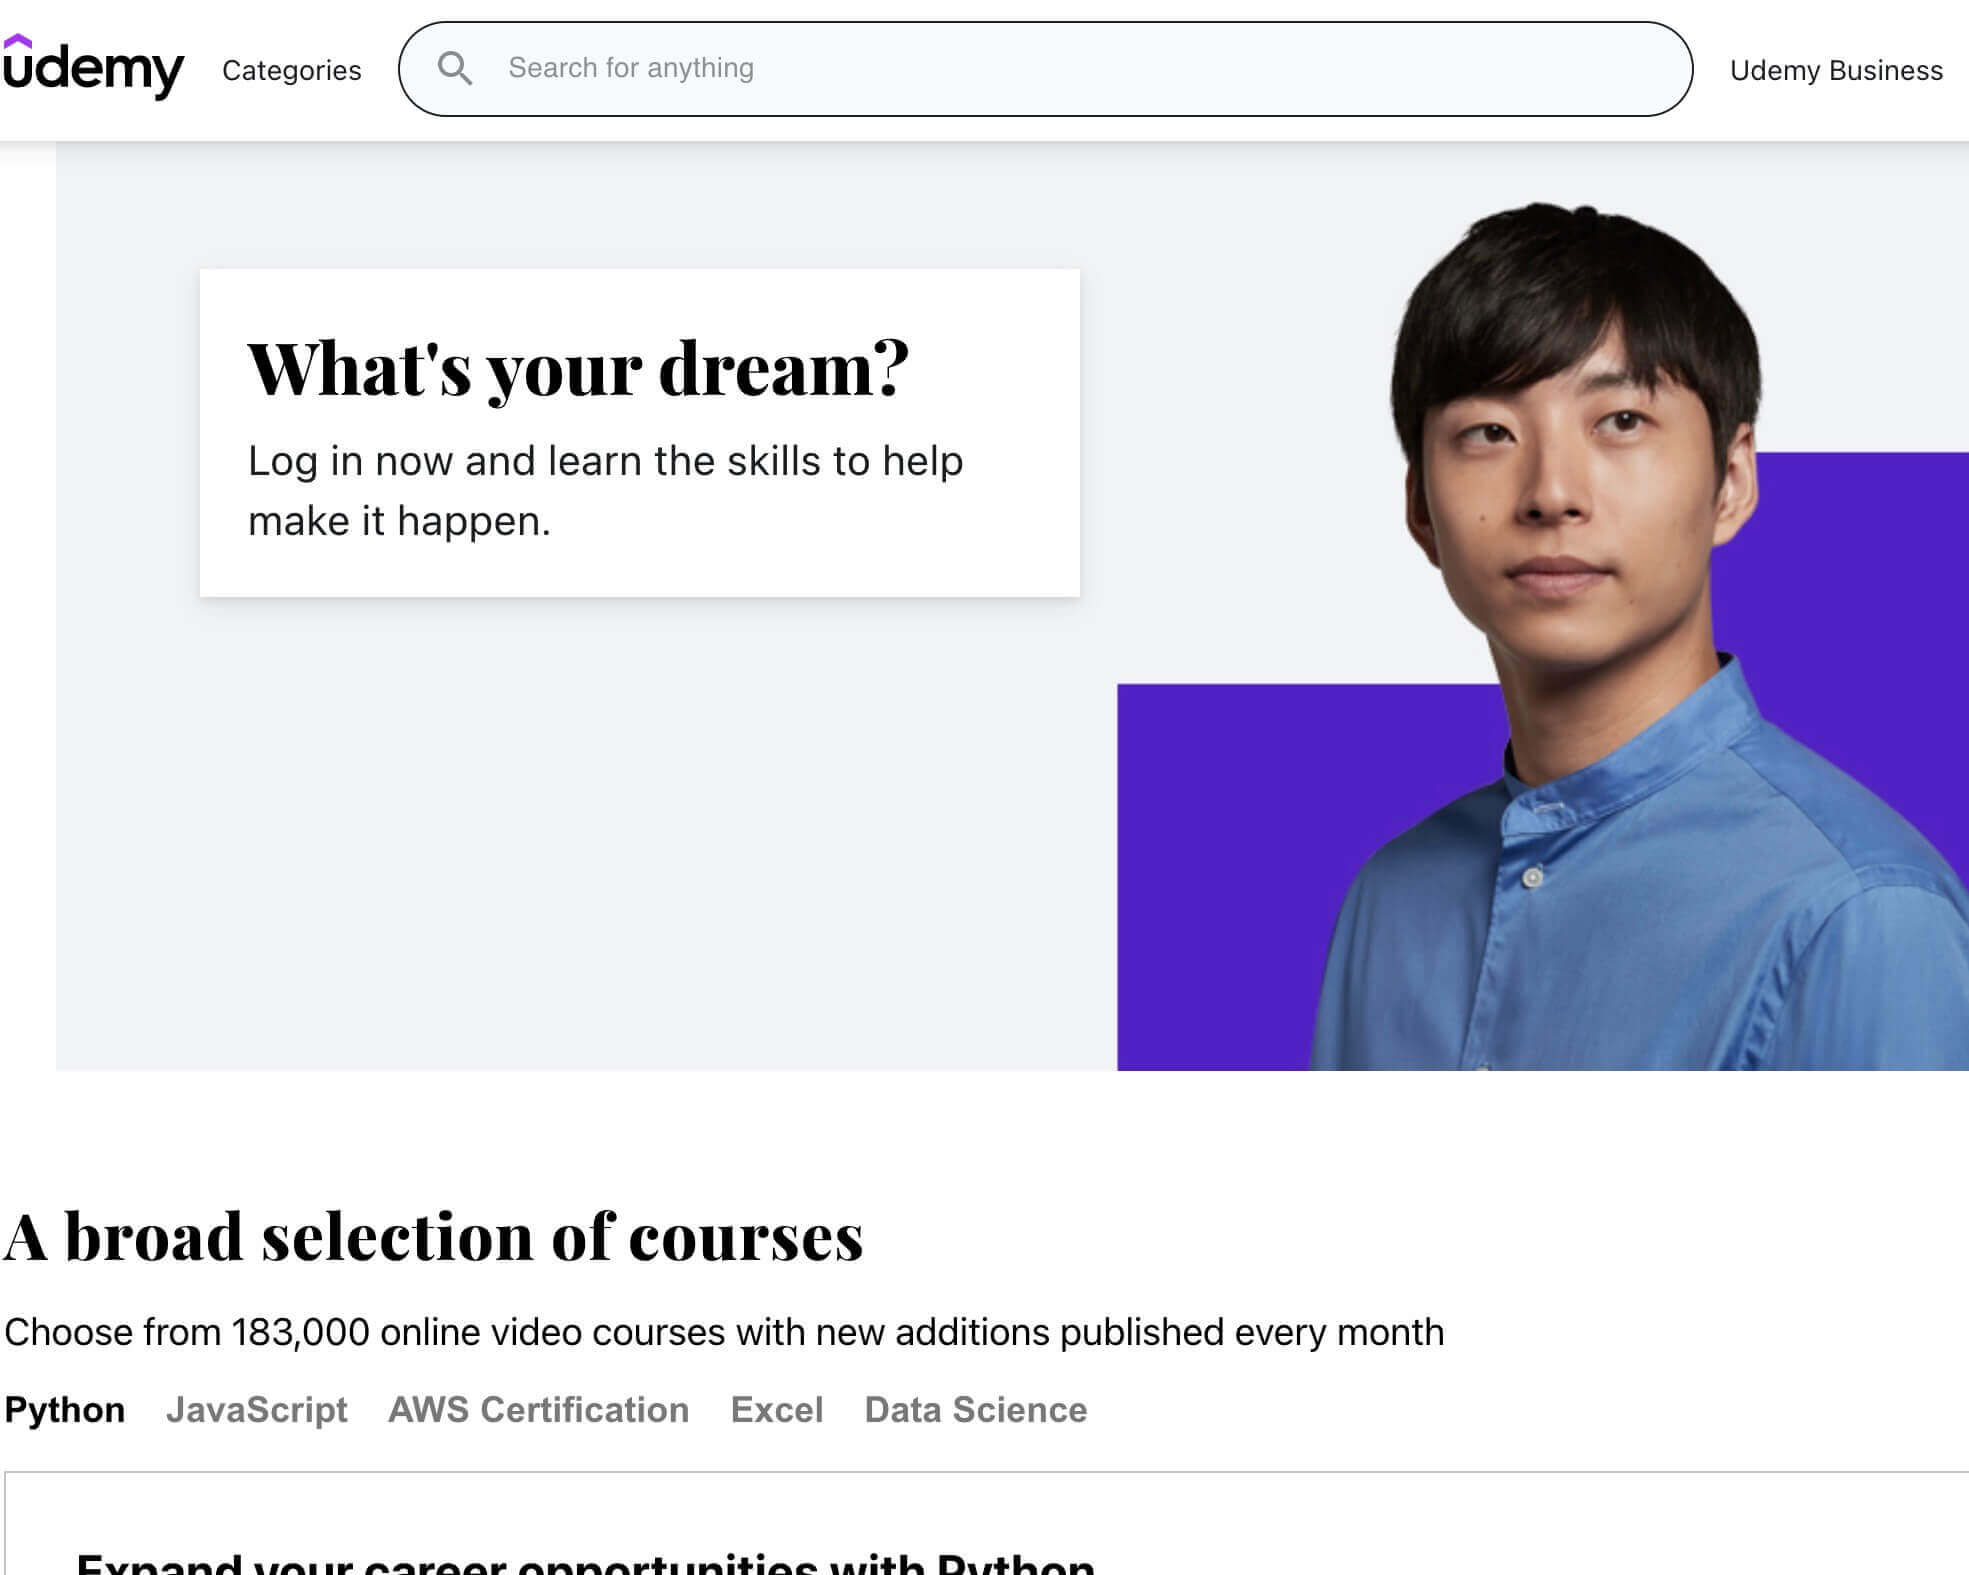 udemy
Categories
Search for anything
Udemy Business
What's your dream?
Log in now and learn the skills to help
make it happen.
A broad selection of courses
Choose from 183,000 online video courses with new additions published every month
Python JavaScript AWS Certification Excel Data Science
Expand your career opportunities with Python